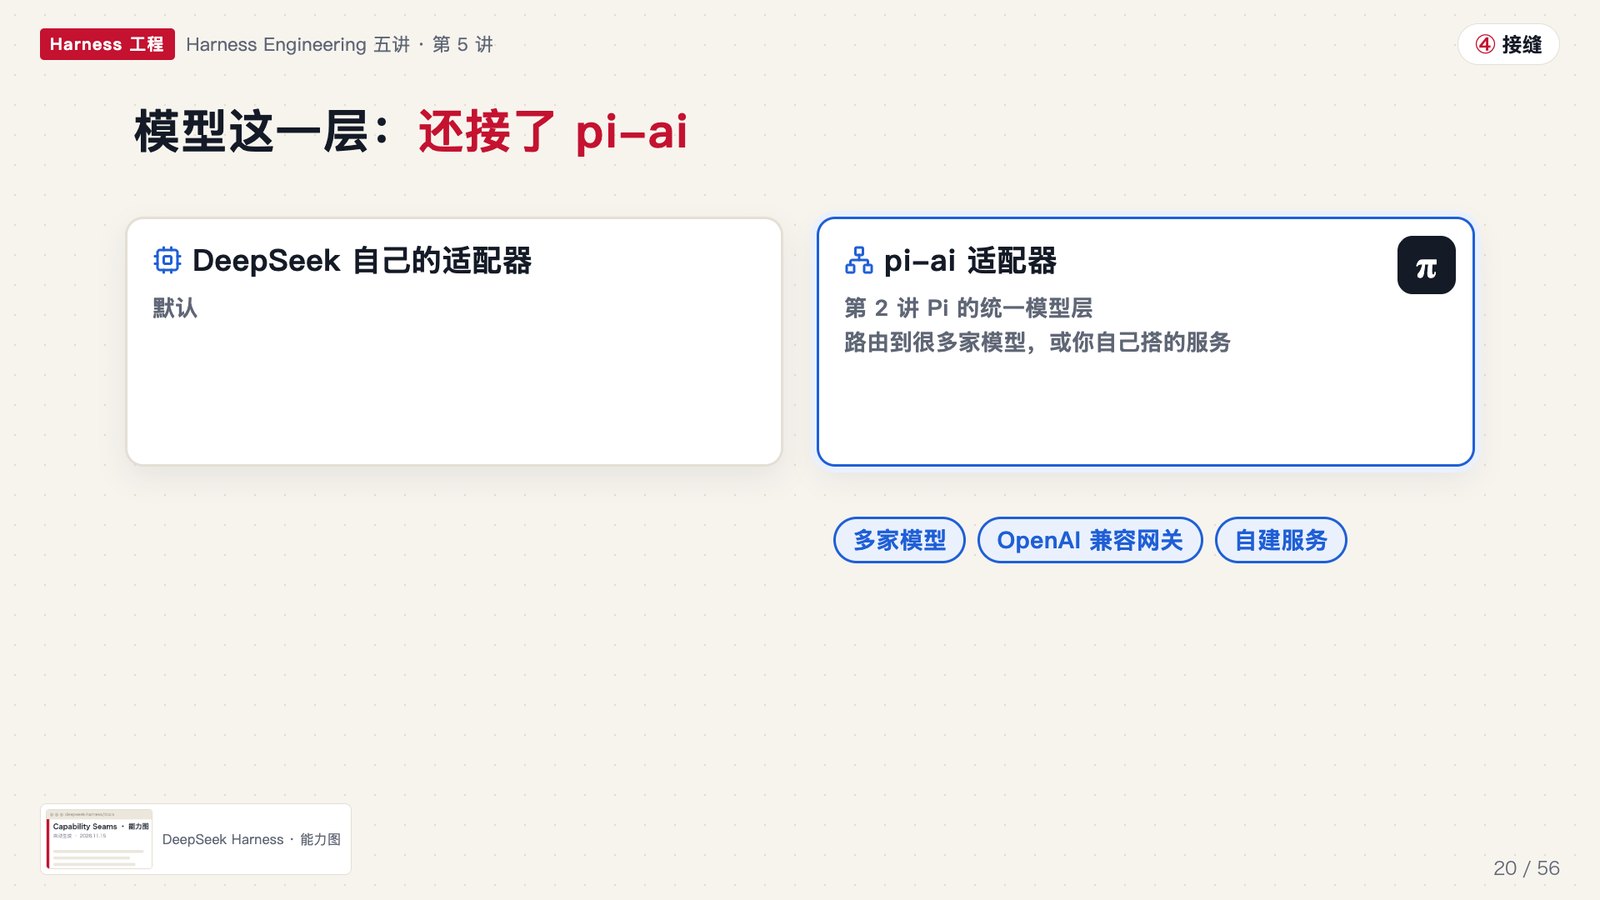 Harness 工程
Harness Engineering 五讲 · 第 5 讲
④ 接缝
模型这一层：还接了 pi-ai
DeepSeek 自己的适配器
默认
pi-ai 适配器
π
第 2 讲 Pi 的统一模型层
路由到很多家模型，或你自己搭的服务
多家模型
OpenAI 兼容网关
自建服务
Capability Seams · 能力图
DeepSeek Harness · 能力图
20 / 56